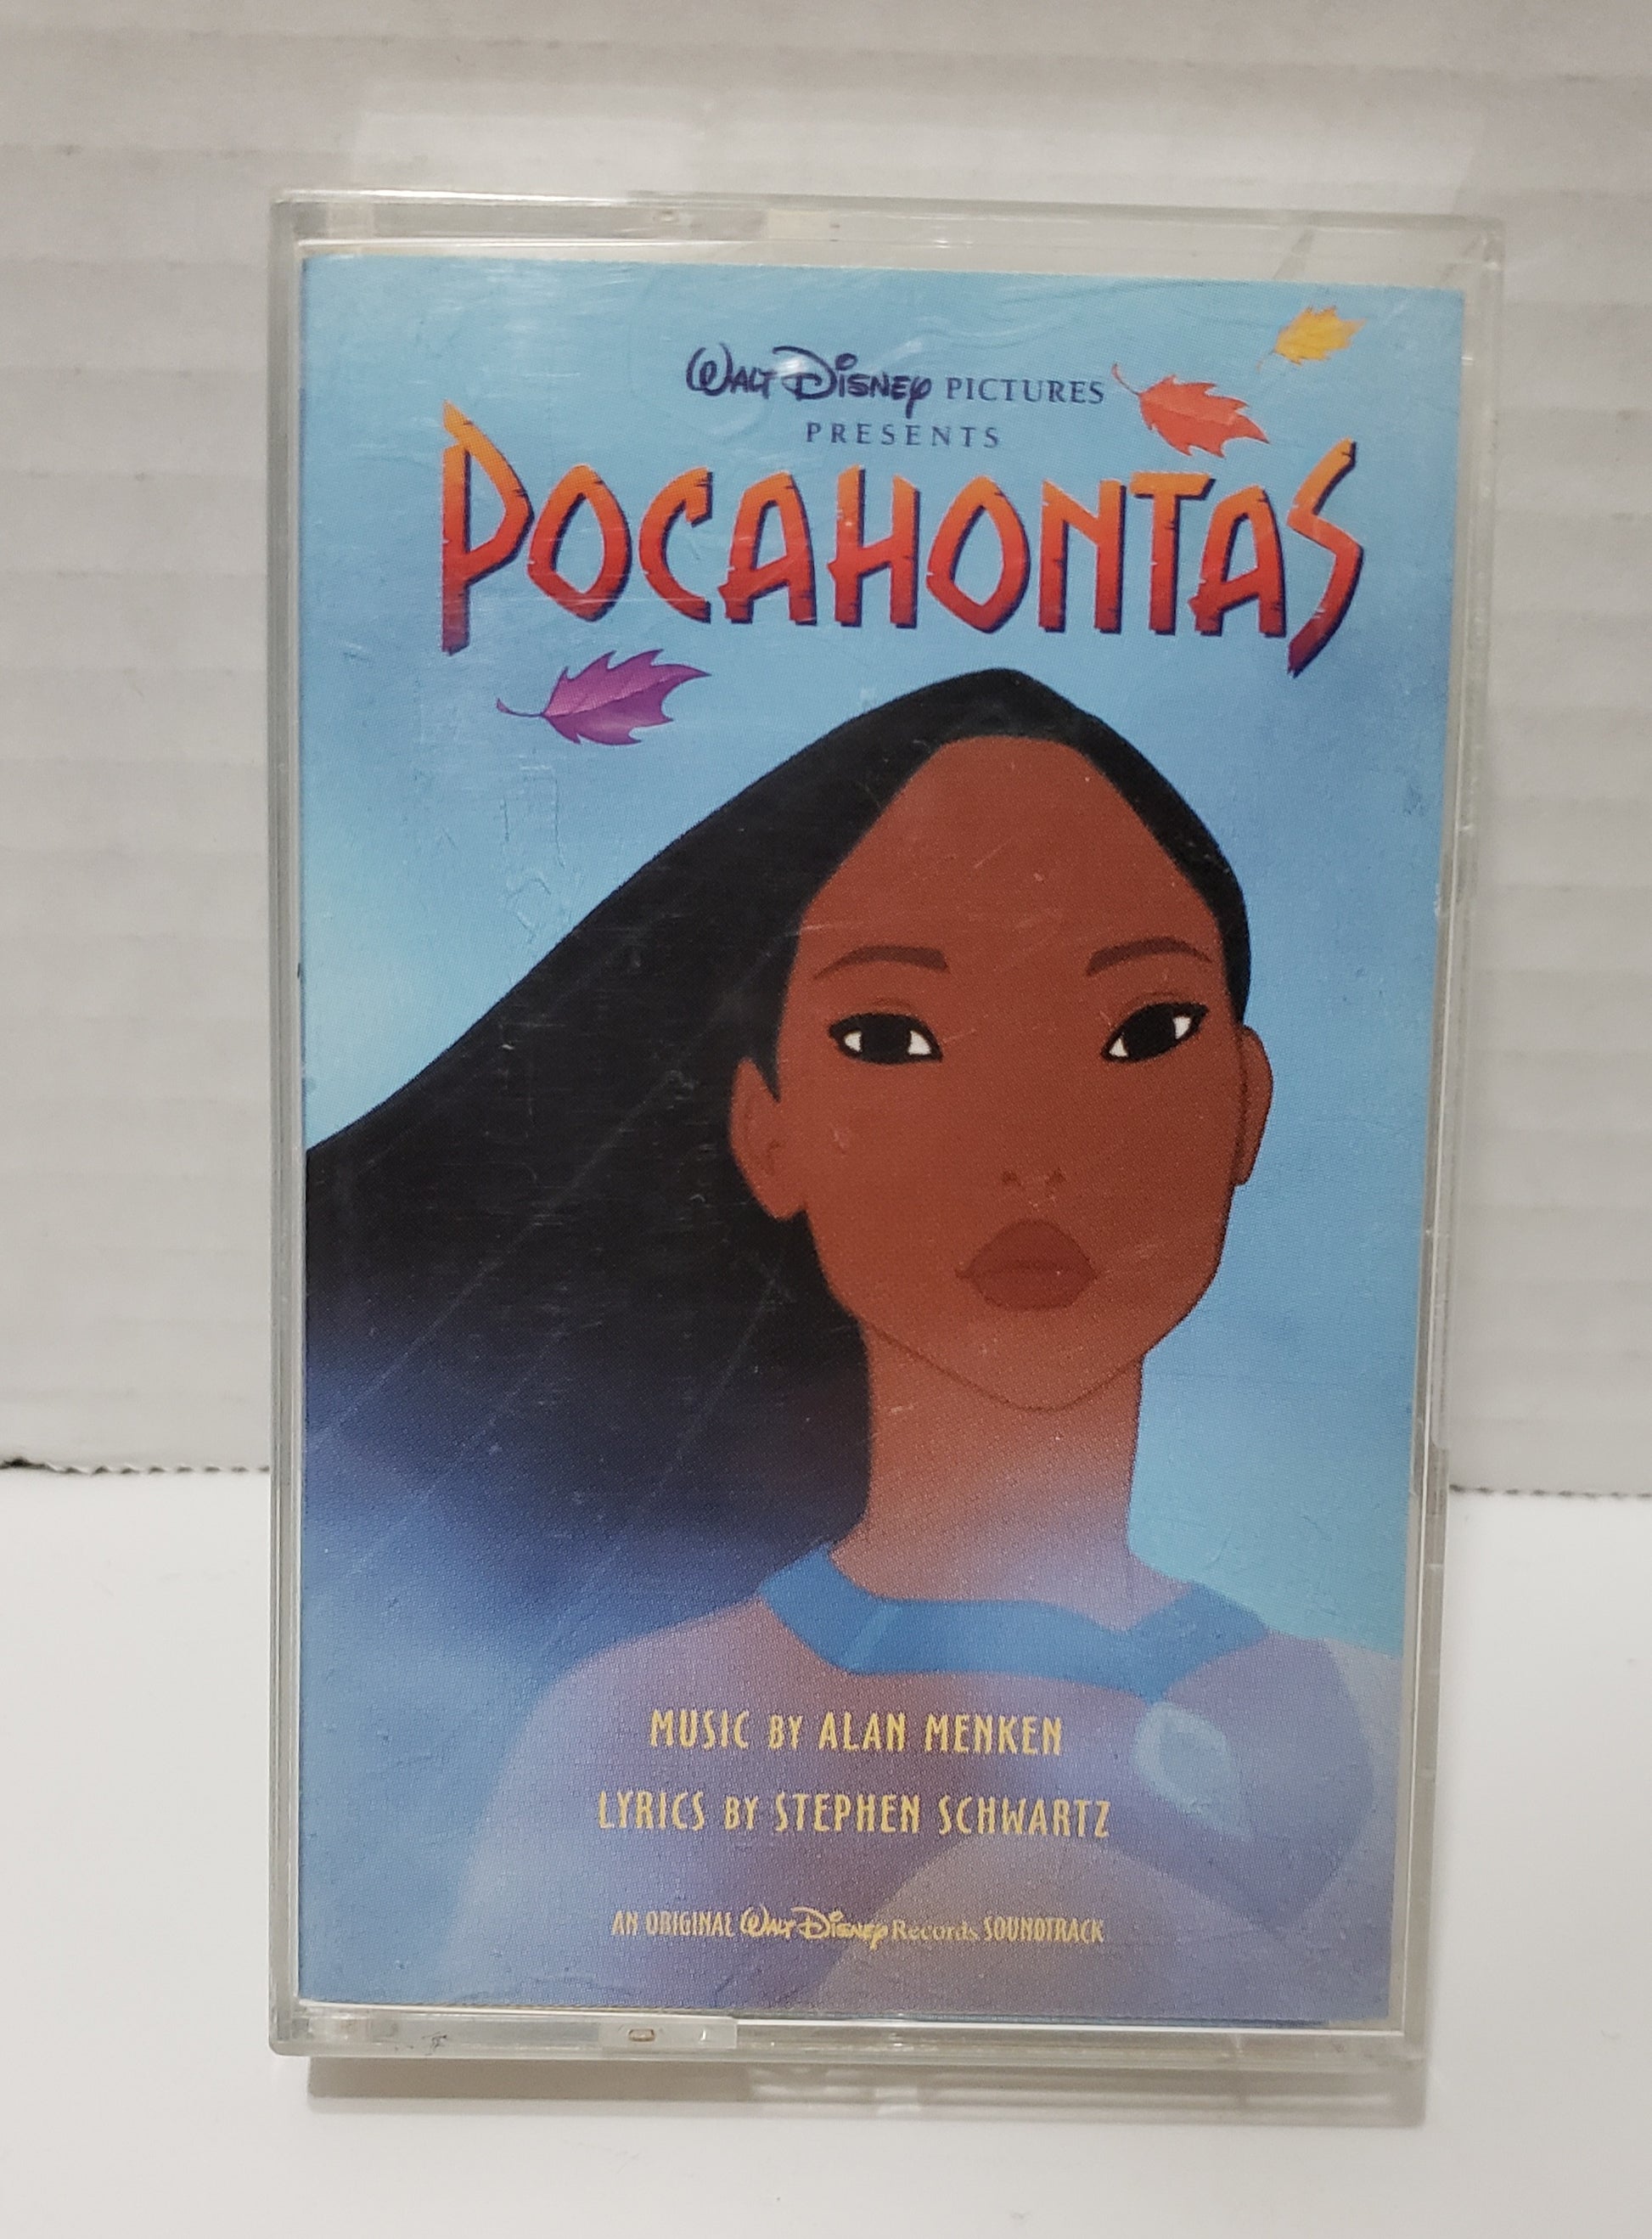 WALT DISNEY PICTURES
PRESENTS
POCAHONTAS
MUSIC BY ALAN MENKEN
LYRICS BY STEPHEN SCHWARTZ
AN ORIGINAL WALT DISNEY Records SOUNDTRACK